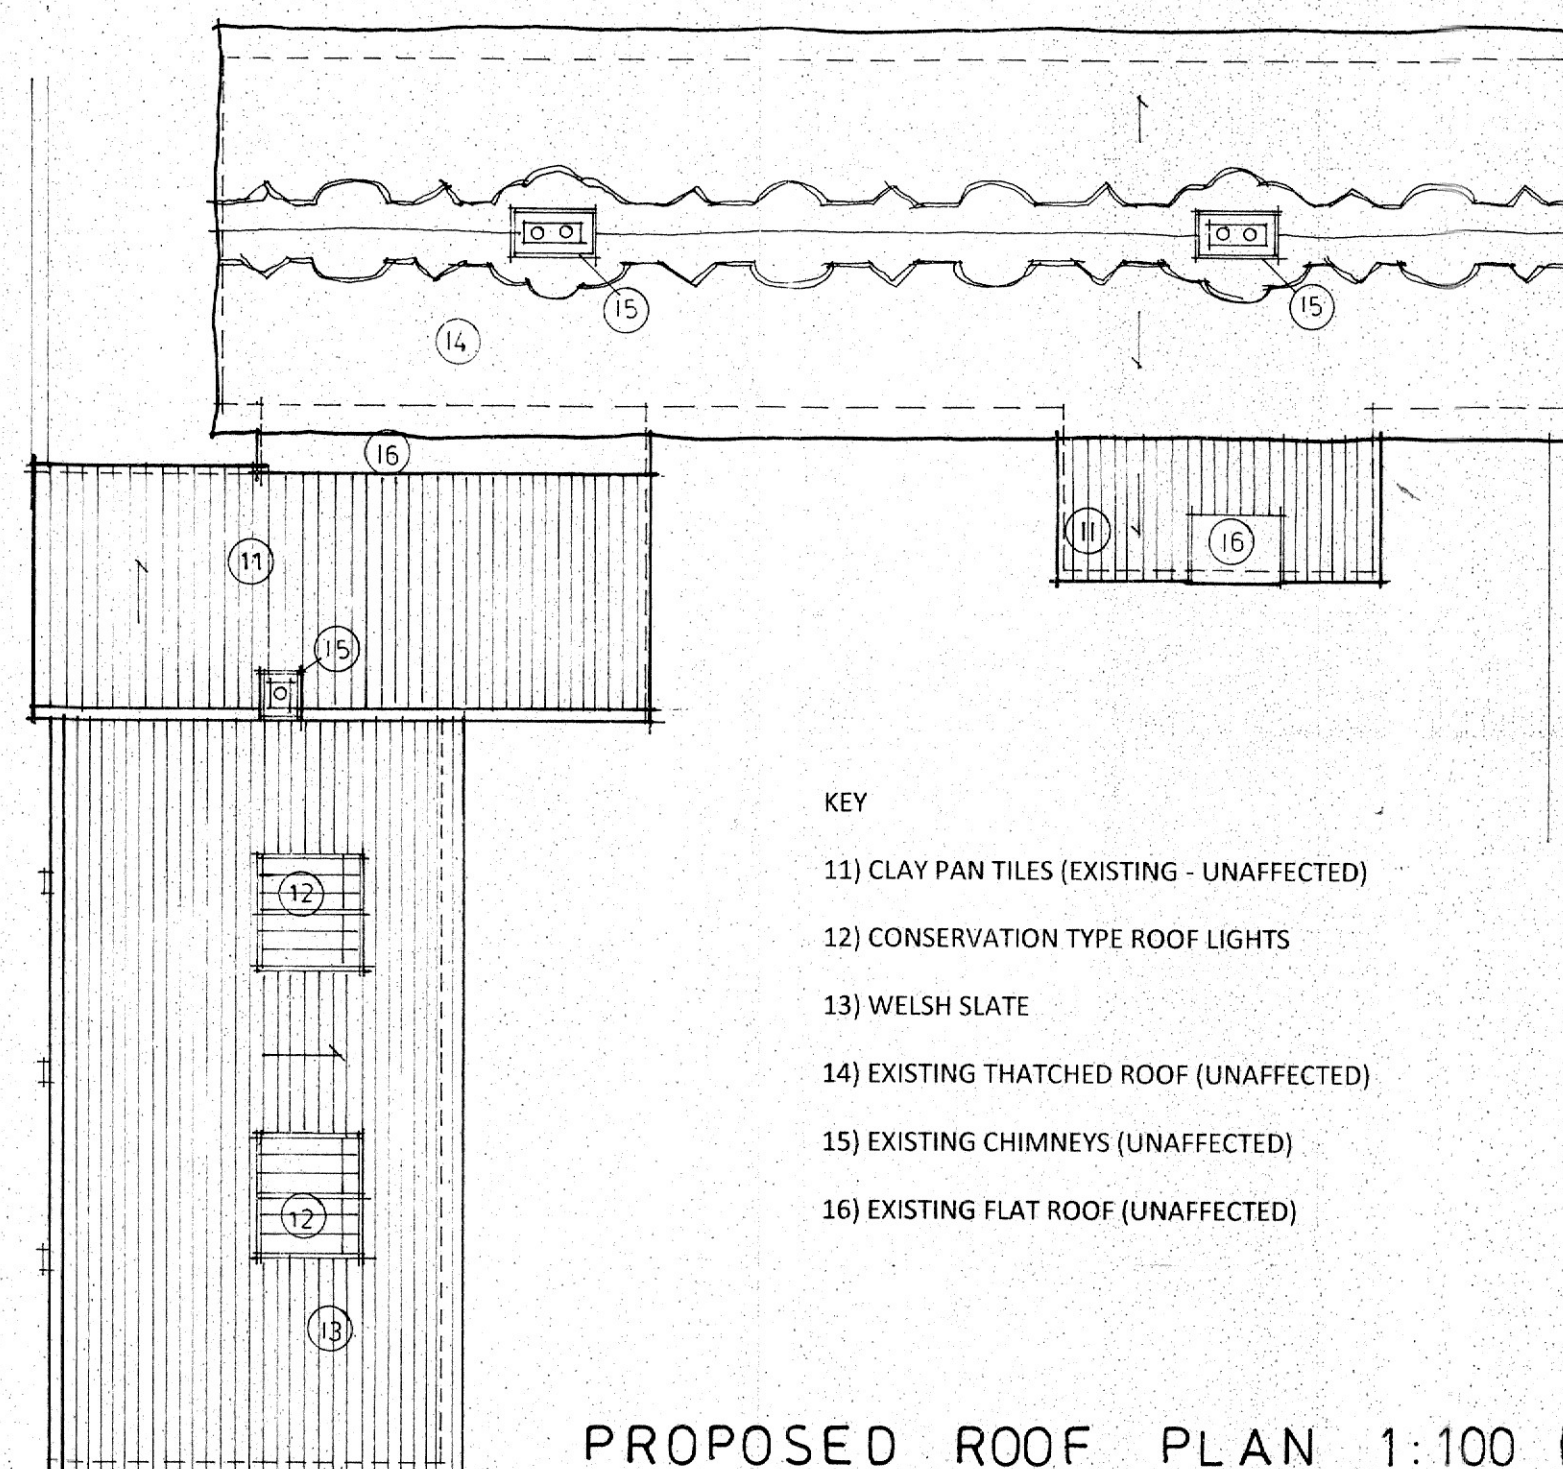 15
15
14
16
11
16
11
15
KEY
11) CLAY PAN TILES (EXISTING - UNAFFECTED)
12
12) CONSERVATION TYPE ROOF LIGHTS
13) WELSH SLATE
14) EXISTING THATCHED ROOF (UNAFFECTED)
15) EXISTING CHIMNEYS (UNAFFECTED)
12
16) EXISTING FLAT ROOF (UNAFFECTED)
13
PROPOSED ROOF PLAN 1:100